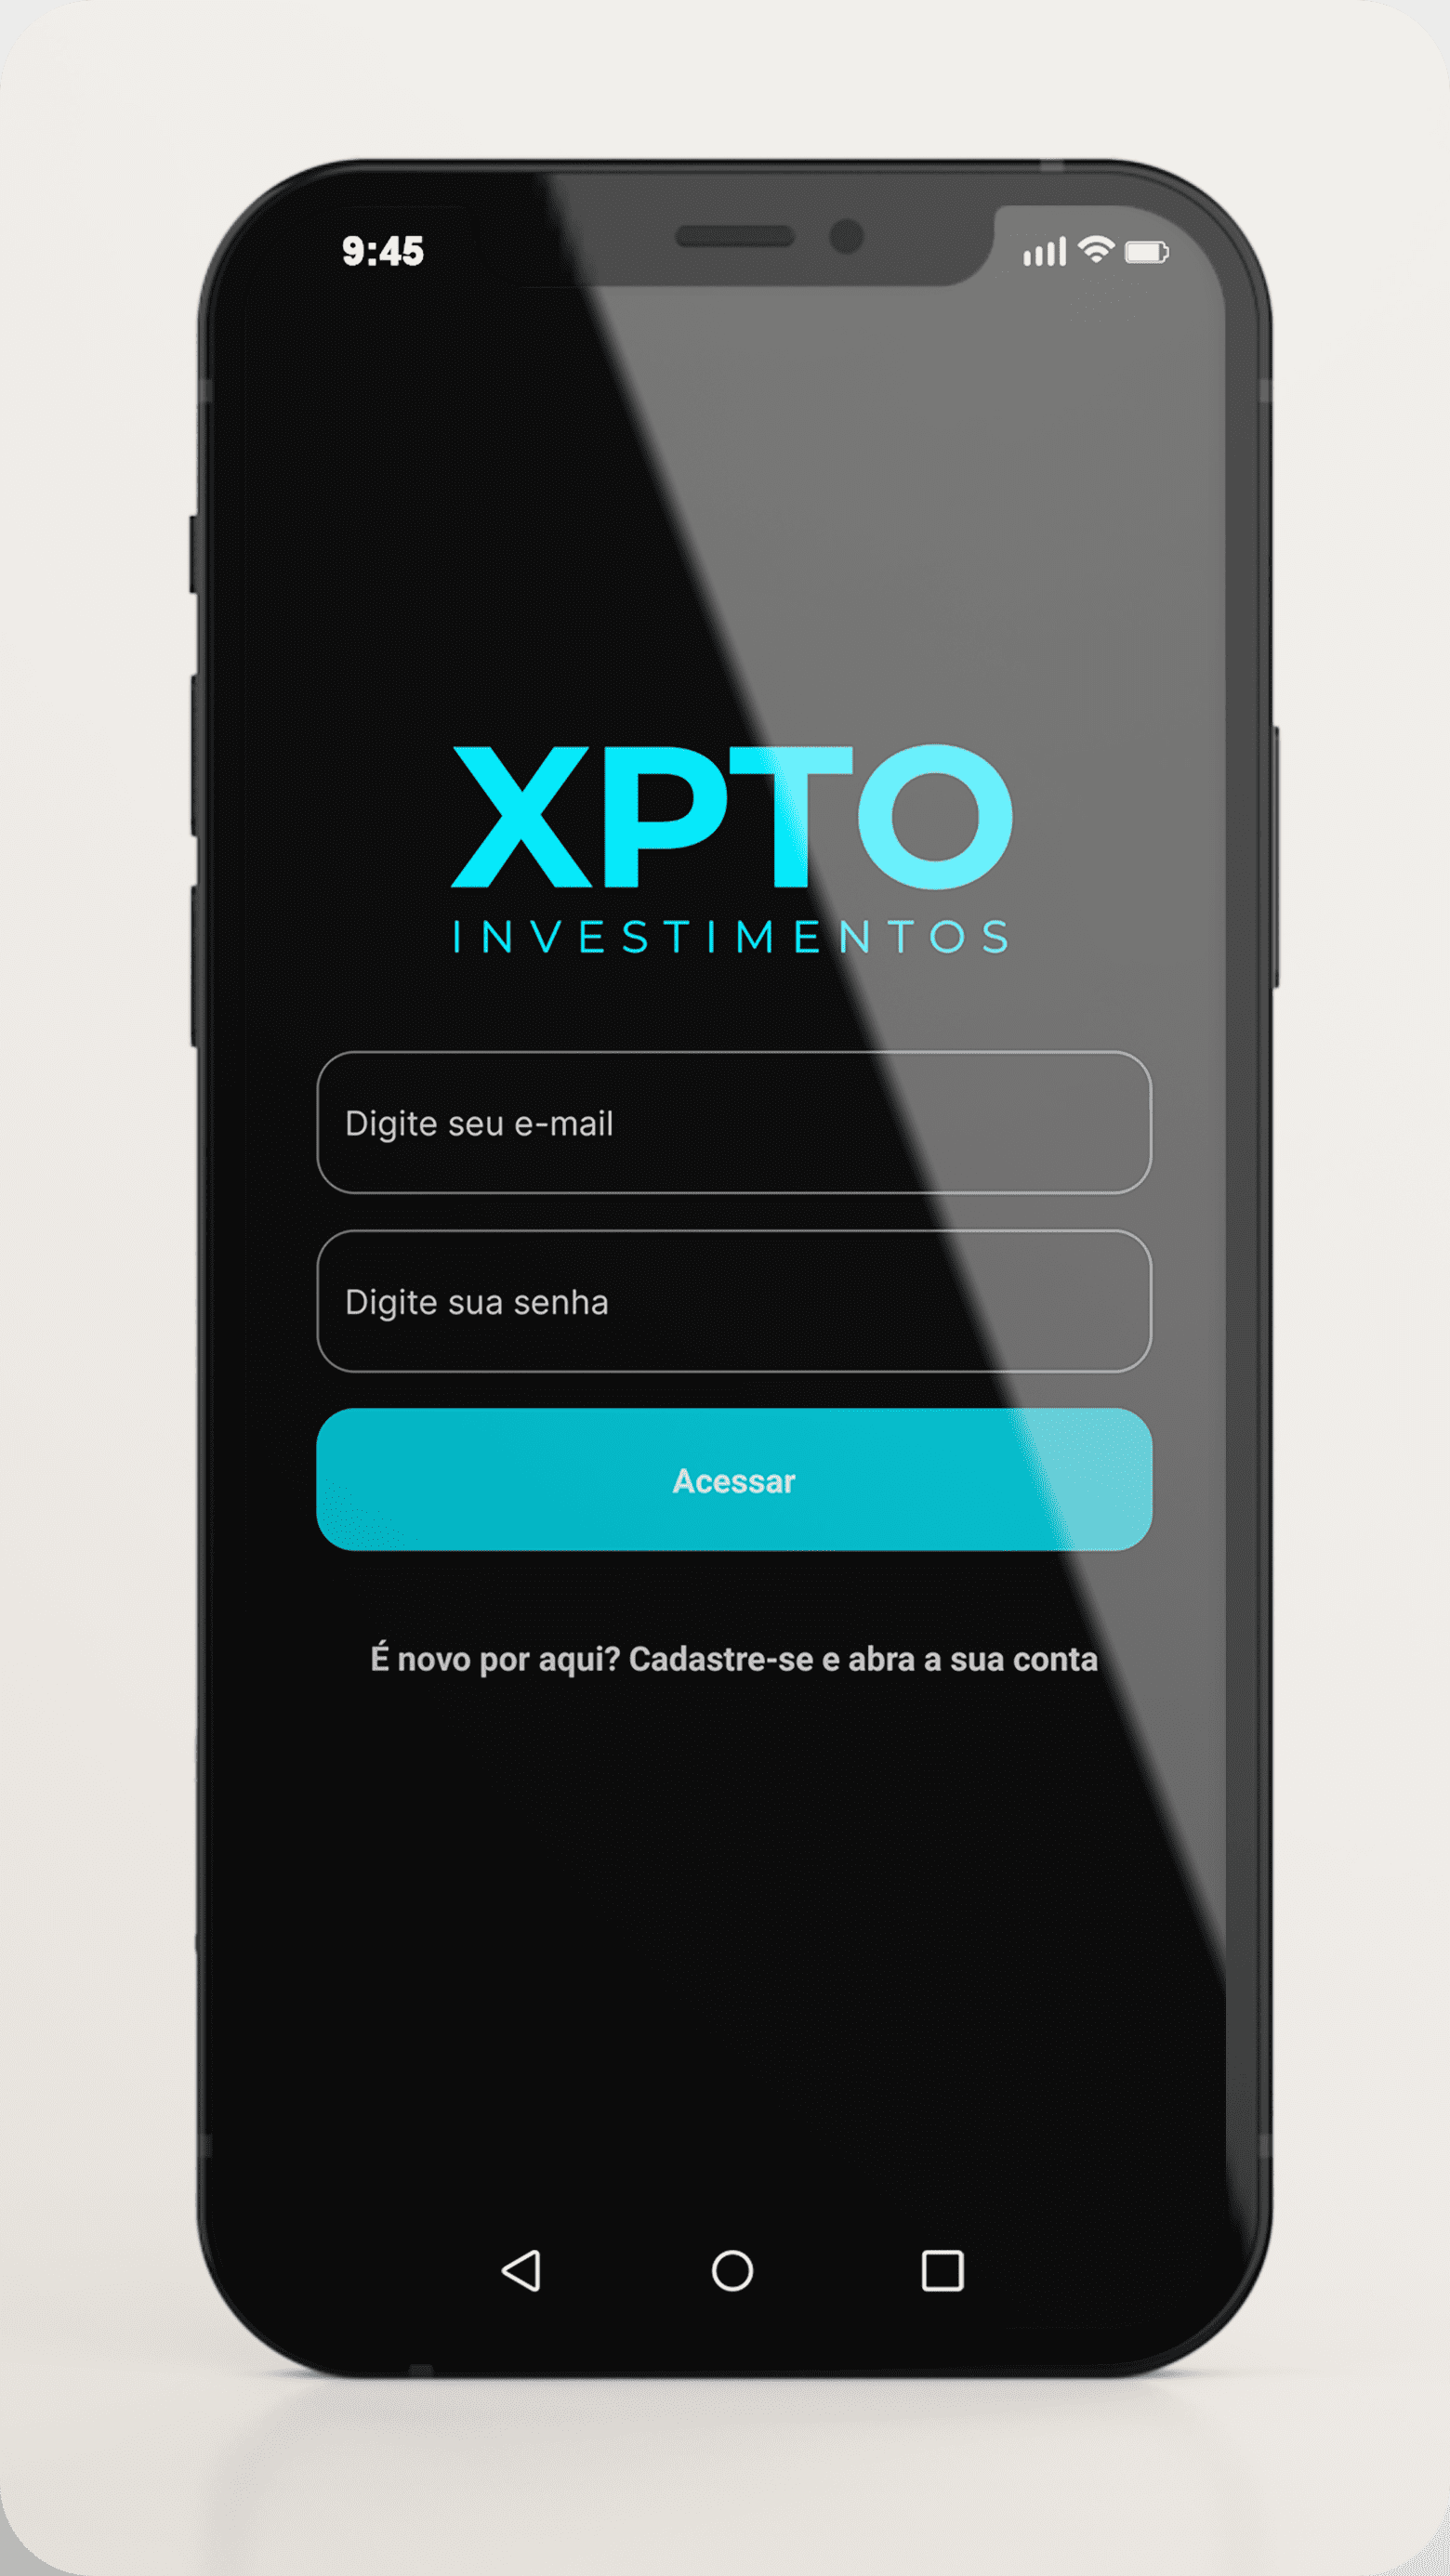 9:45
XPTO
INVESTIMENTOS
Digite seu e-mail
Digite sua senha
Acessar
É novo por aqui? Cadastre-se e abra a sua conta